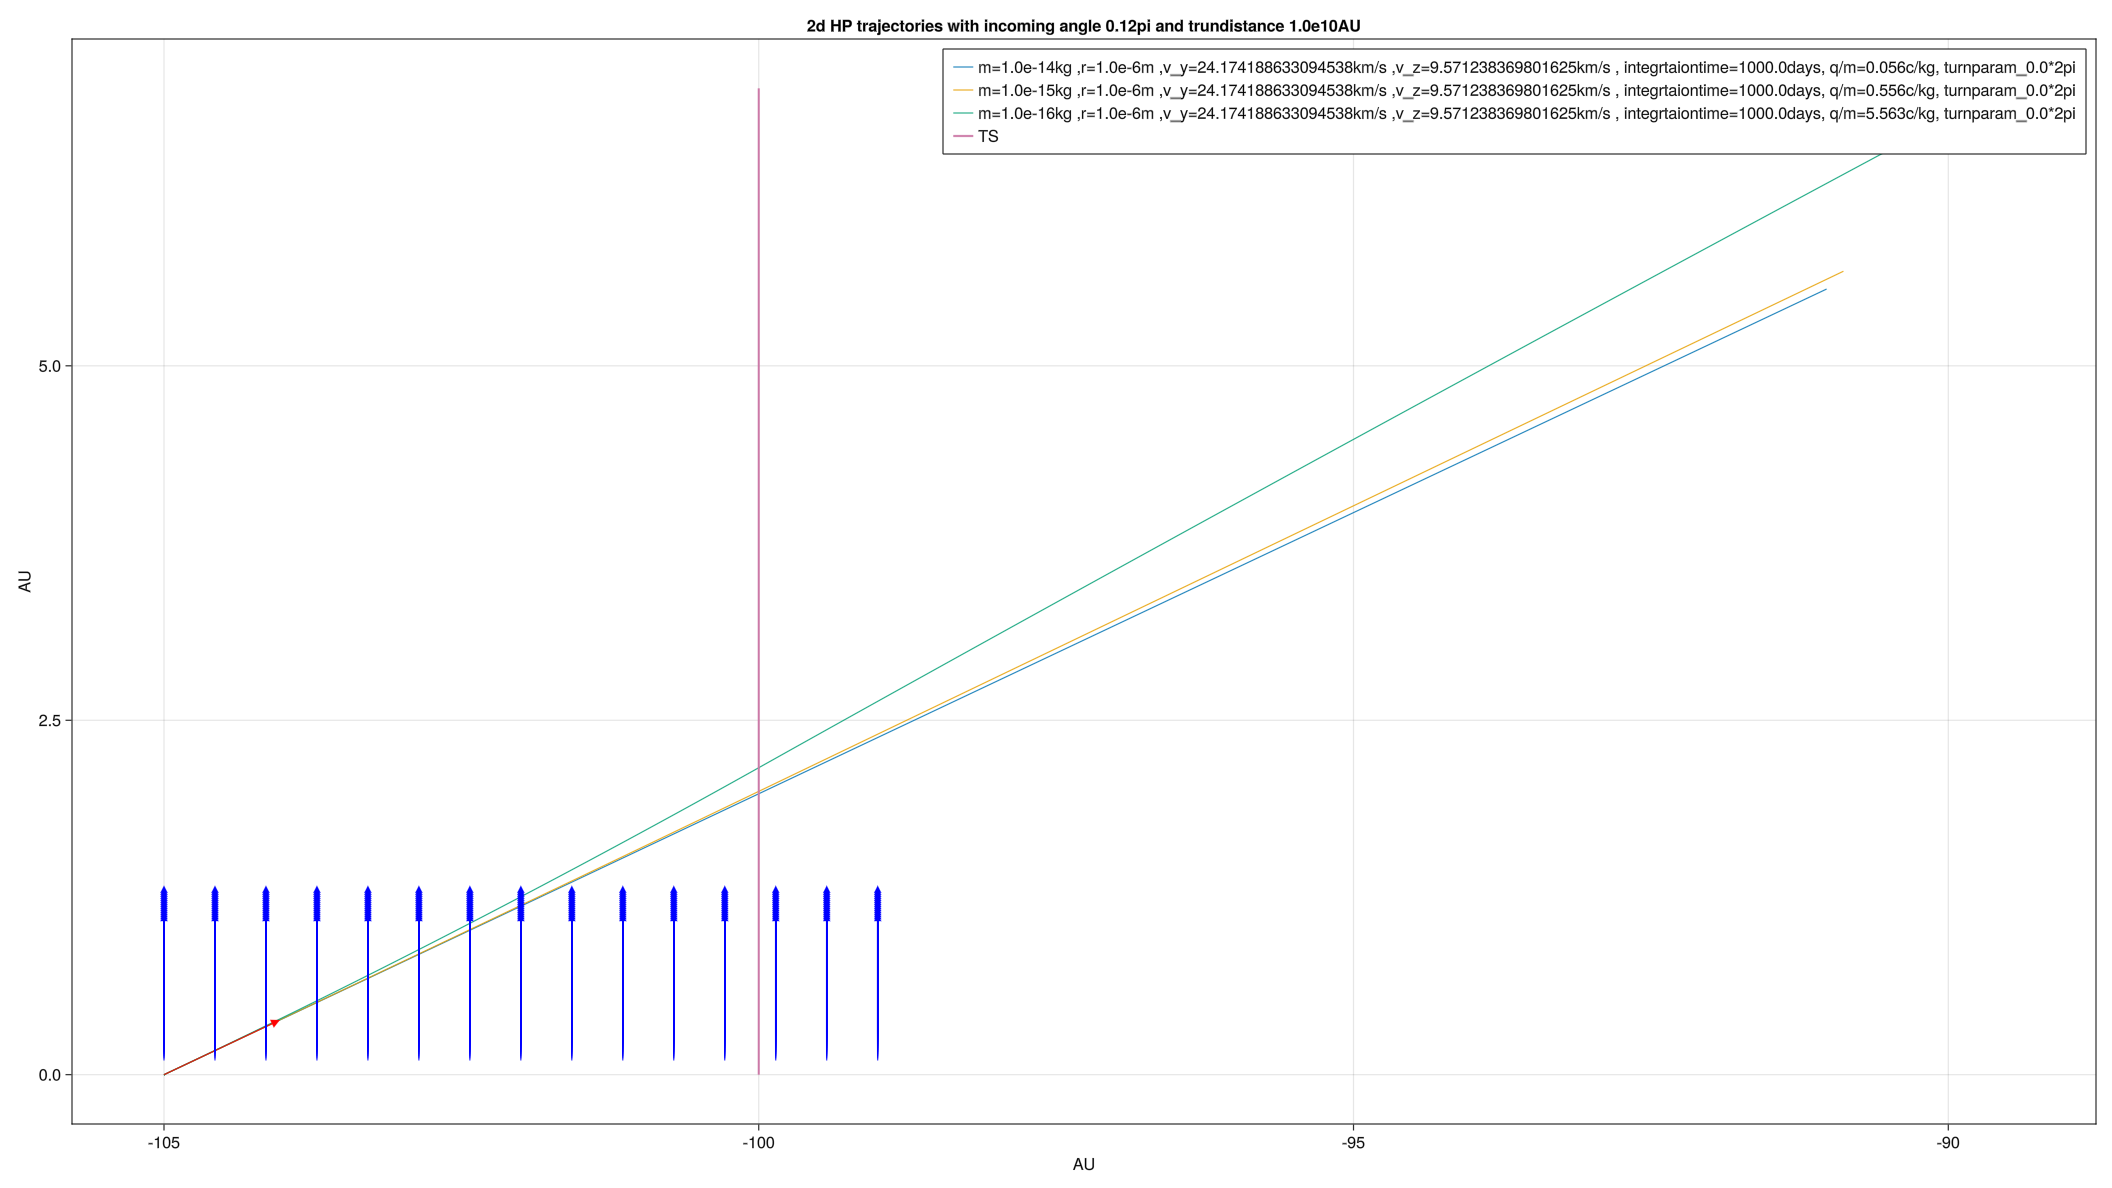 2d HP trajectories with incoming angle 0.12pi and trundistance 1.0e10AU
m=1.0e-14kg ,r=1.0e-6m ,v_y=24.174188633094538km/s ,v_z=9.571238369801625km/s , integrtaiontime=1000.0days, q/m=0.056c/kg, turnparam_0.0*2pi
m=1.0e-15kg ,r=1.0e-6m ,v_y=24.174188633094538km/s ,v_z=9.571238369801625km/s , integrtaiontime=1000.0days, q/m=0.556c/kg, turnparam_0.0*2pi
m=1.0e-16kg ,r=1.0e-6m ,v_y=24.174188633094538km/s ,v_z=9.571238369801625km/s , integrtaiontime=1000.0days, q/m=5.563c/kg, turnparam_0.0*2pi
TS
5.0
2.5
0.0
AU
-105
-100
-95
-90
AU